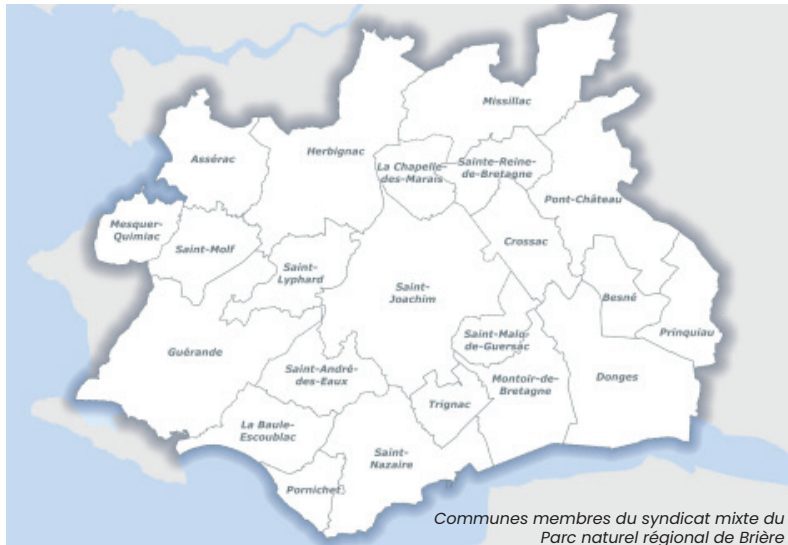 Missillac
Assérac
Herbignac
La Chapelle-
des-Marais
Sainte-Reine-
de-Bretagne
Pont-Château
Mesquer-
Quimiac
Saint-Molf
Crossac
Saint-
Lyphard
Saint-
Joachim
Besné
Saint-Malo-
de-Guersac
Prinquiau
Guérande
Saint-André-
des-Eaux
Montoir-de-
Bretagne
Donges
Trignac
La Baule-
Escoublac
Saint-
Nazaire
Pornichet
Communes membres du syndicat mixte du
Parc naturel régional de Brière